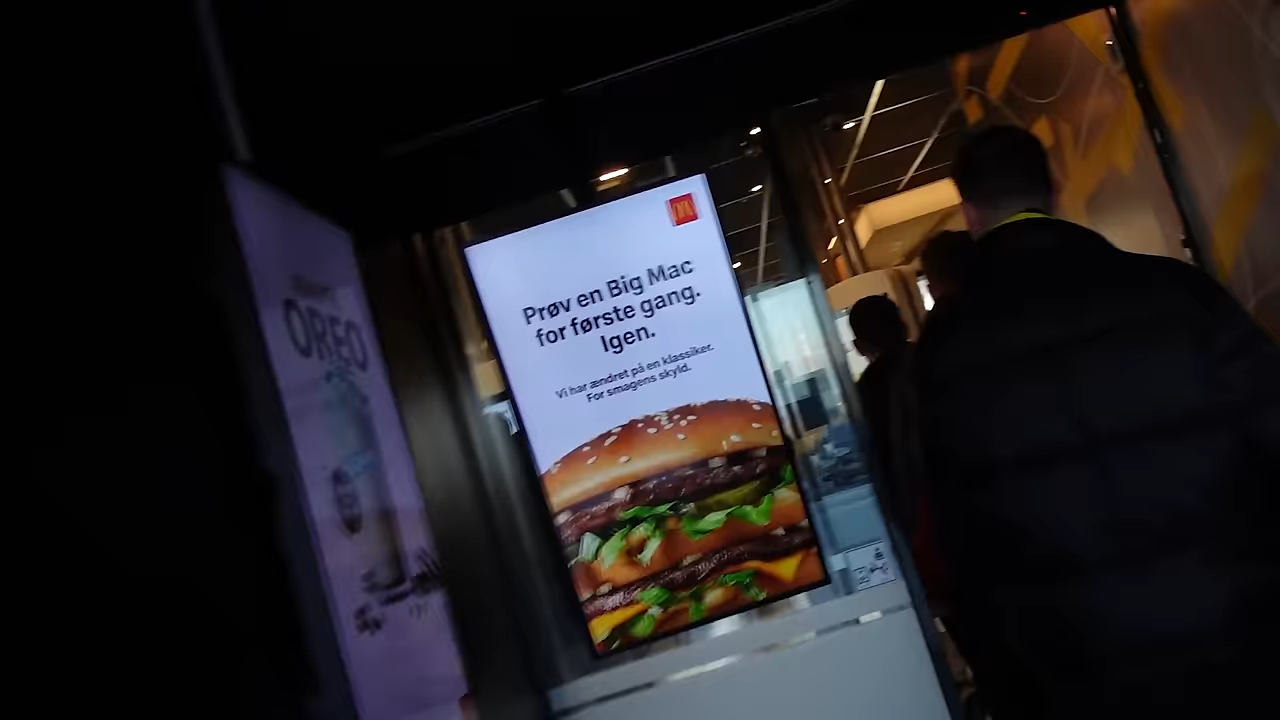 OREO
Prøv en Big Mac
for første gang.
Igen.
Vi har ændret på en klassiker.
For smagens skyld.